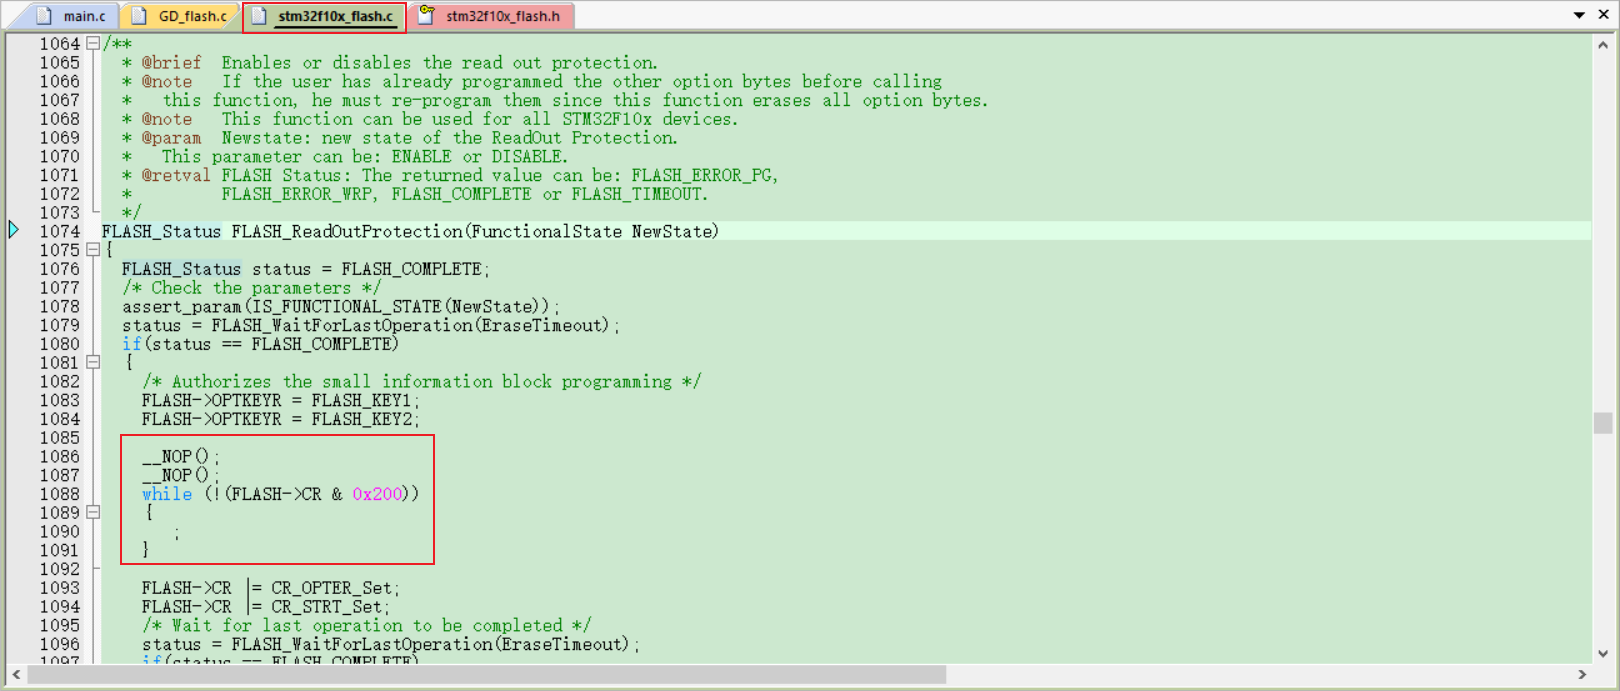 main.c GD_flash.c stm32f10x_flash.c stm32f10x_flash.h
1064 /**
1065 * @brief Enables or disables the read out protection.
1066 * @note If the user has already programmed the other option bytes before calling
1067 * this function, he must re-program them since this function erases all option bytes.
1068 * @note This function can be used for all STM32F10x devices.
1069 * @param Newstate: new state of the ReadOut Protection.
1070 * This parameter can be: ENABLE or DISABLE.
1071 * @retval FLASH Status: The returned value can be: FLASH_ERROR_PG,
1072 * FLASH_ERROR_WRP, FLASH_COMPLETE or FLASH_TIMEOUT.
1073 */
1074 FLASH_Status FLASH_ReadOutProtection(FunctionalState NewState)
1075 {
1076 FLASH_Status status = FLASH_COMPLETE;
1077 /* Check the parameters */
1078 assert_param(IS_FUNCTIONAL_STATE(NewState));
1079 status = FLASH_WaitForLastOperation(EraseTimeout);
1080 if(status == FLASH_COMPLETE)
1081 {
1082 /* Authorizes the small information block programming */
1083 FLASH->OPTKEYR = FLASH_KEY1;
1084 FLASH->OPTKEYR = FLASH_KEY2;
1085
1086 __NOP();
1087 __NOP();
1088 while (!(FLASH->CR & 0x200))
1089 {
1090 ;
1091 }
1092
1093 FLASH->CR |= CR_OPTER_Set;
1094 FLASH->CR |= CR_STRT_Set;
1095 /* Wait for last operation to be completed */
1096 status = FLASH_WaitForLastOperation(EraseTimeout);
1097 if(status == FLASH_COMPLETE)